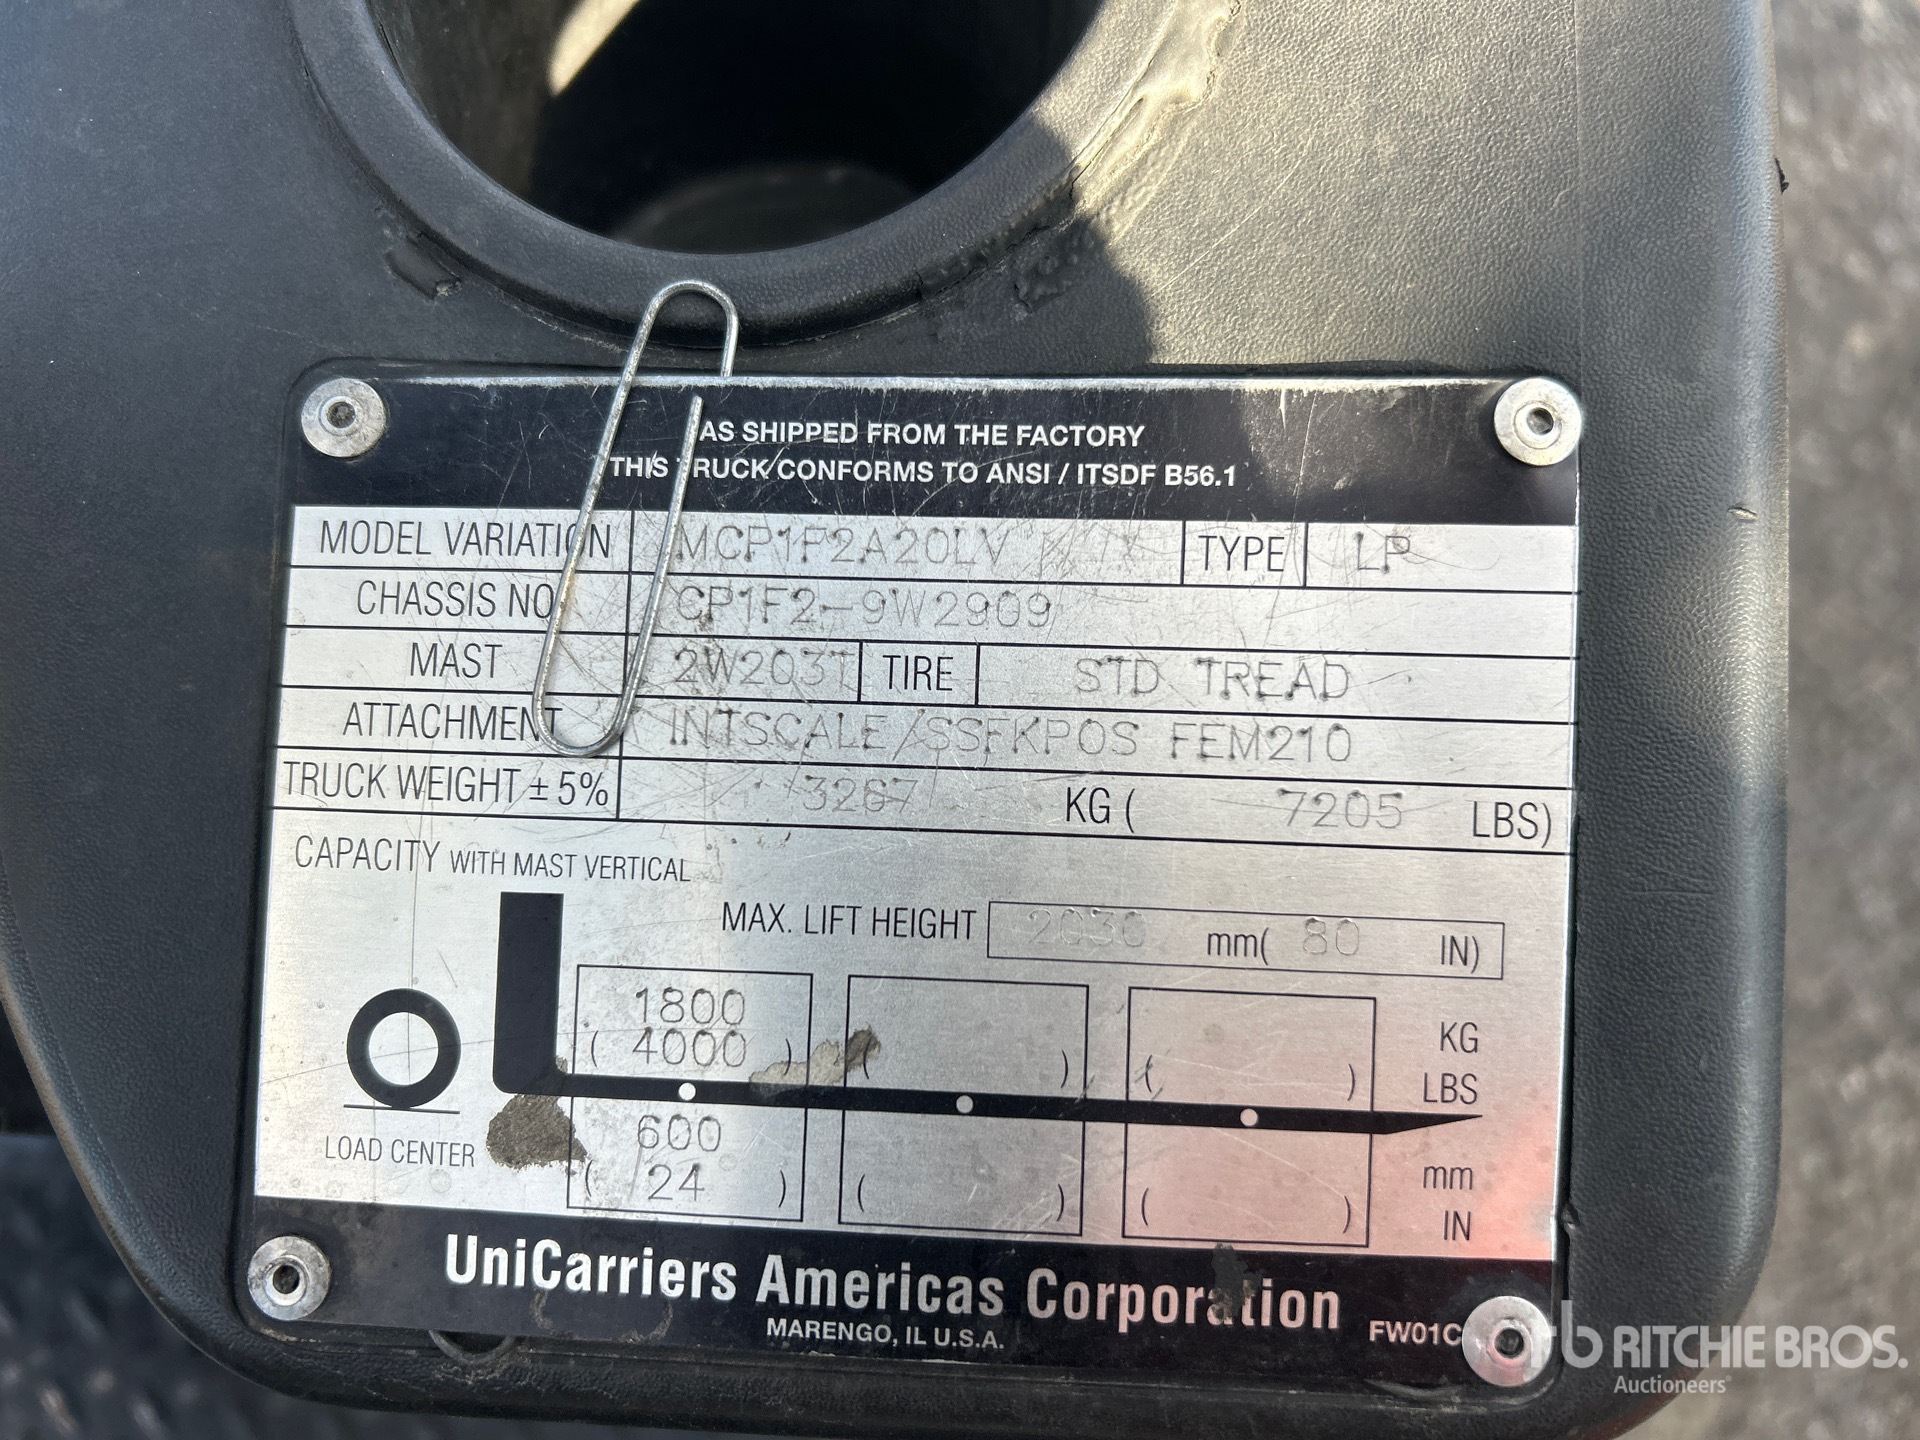 AS SHIPPED FROM THE FACTORY
THIS TRUCK CONFORMS TO ANSI / ITSDF B56.1
MODEL VARIATION MCP1F2A20LV TYPE LP
CHASSIS NO CP1F2-9W2909
MAST 2W203T TIRE STD TREAD
ATTACHMENT INTSCALE/SSFKPOS FEM210
TRUCK WEIGHT ± 5% 3267 KG ( 7205 LBS)
CAPACITY WITH MAST VERTICAL
MAX. LIFT HEIGHT 2030 mm( 80 IN)
1800 KG
( 4000 ) ( ) ( ) LBS
LOAD CENTER 600 mm
( 24 ) ( ) ( ) IN
UniCarriers Americas Corporation
MARENGO, IL U.S.A. FW01C
rb RITCHIE BROS.
Auctioneers